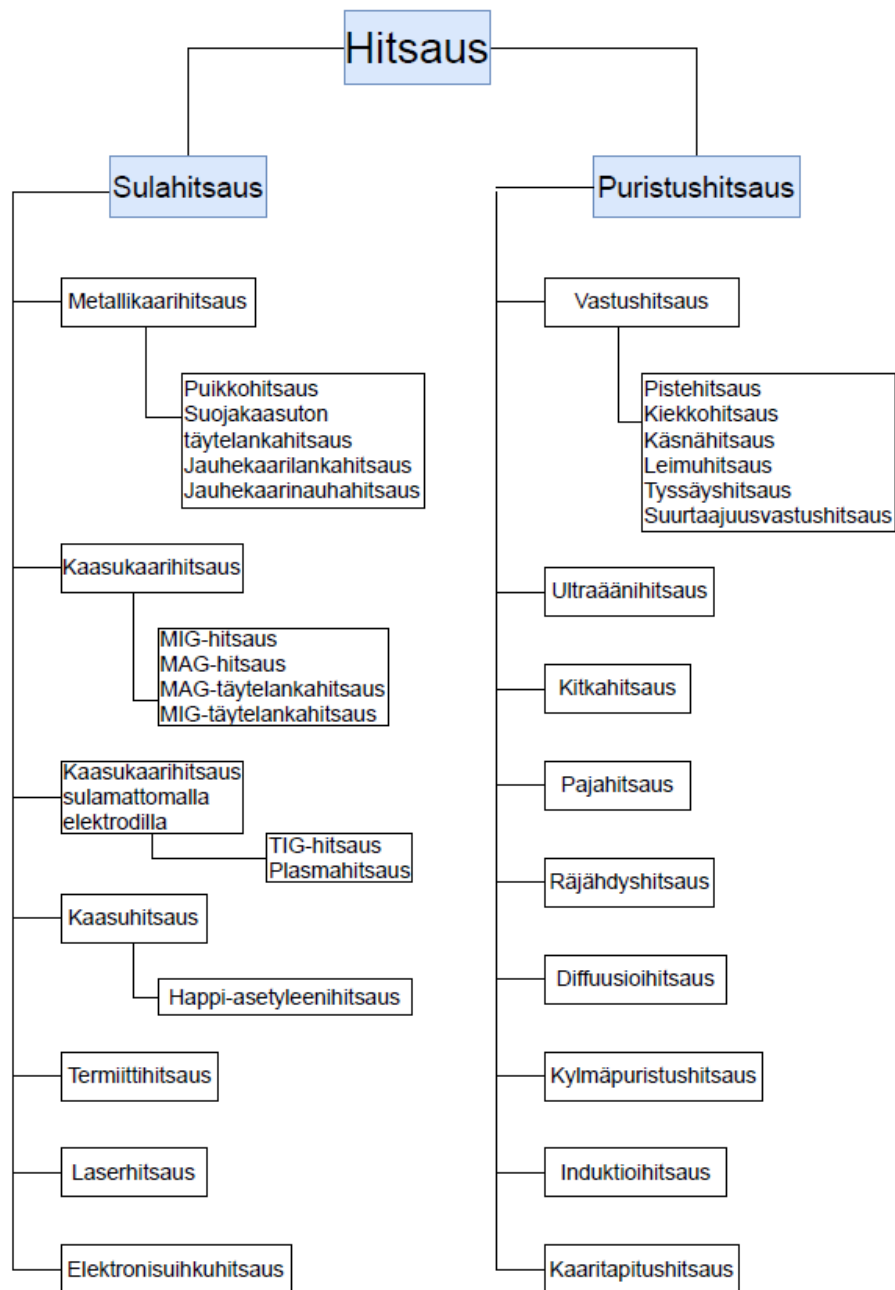 Hitsaus
Sulahitsaus
Metallikaarihitsaus
Puikkohitsaus
Suojakaasuton
täytelankahitsaus
Jauhekaarilankahitsaus
Jauhekaarinauhahitsaus
Kaasukaarihitsaus
MIG-hitsaus
MAG-hitsaus
MAG-täytelankahitsaus
MIG-täytelankahitsaus
Kaasukaarihitsaus
sulamattomalla
elektrodilla
TIG-hitsaus
Plasmahitsaus
Kaasuhitsaus
Happi-asetyleenihitsaus
Termiittihitsaus
Laserhitsaus
Elektronisuihkuhitsaus
Puristushitsaus
Vastushitsaus
Pistehitsaus
Kiekkohitsaus
Käsnähitsaus
Leimuhitsaus
Tyssäyshitsaus
Suurtaajuusvastushitsaus
Ultraäänihitsaus
Kitkahitsaus
Pajahitsaus
Räjähdyshitsaus
Diffuusioihitsaus
Kylmäpuristushitsaus
Induktioihitsaus
Kaaritapitushitsaus